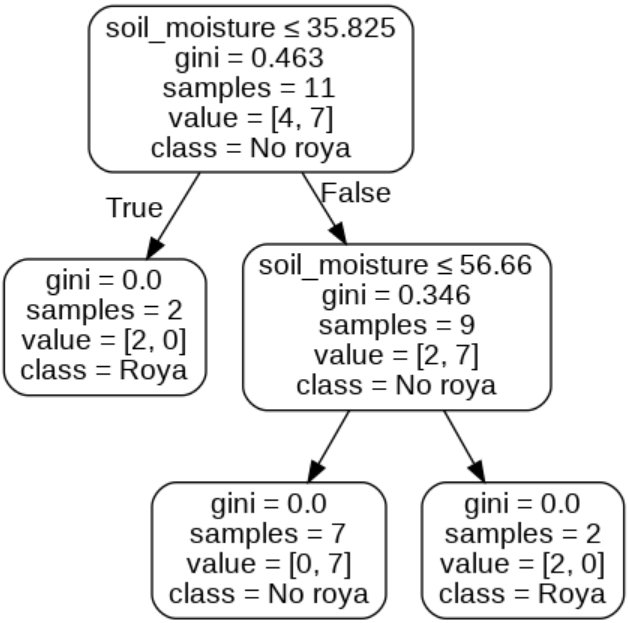 soil_moisture ≤ 35.825
gini = 0.463
samples = 11
value = [4, 7]
class = No roya
True
False
gini = 0.0
samples = 2
value = [2, 0]
class = Roya
soil_moisture ≤ 56.66
gini = 0.346
samples = 9
value = [2, 7]
class = No roya
gini = 0.0
samples = 7
value = [0, 7]
class = No roya
gini = 0.0
samples = 2
value = [2, 0]
class = Roya